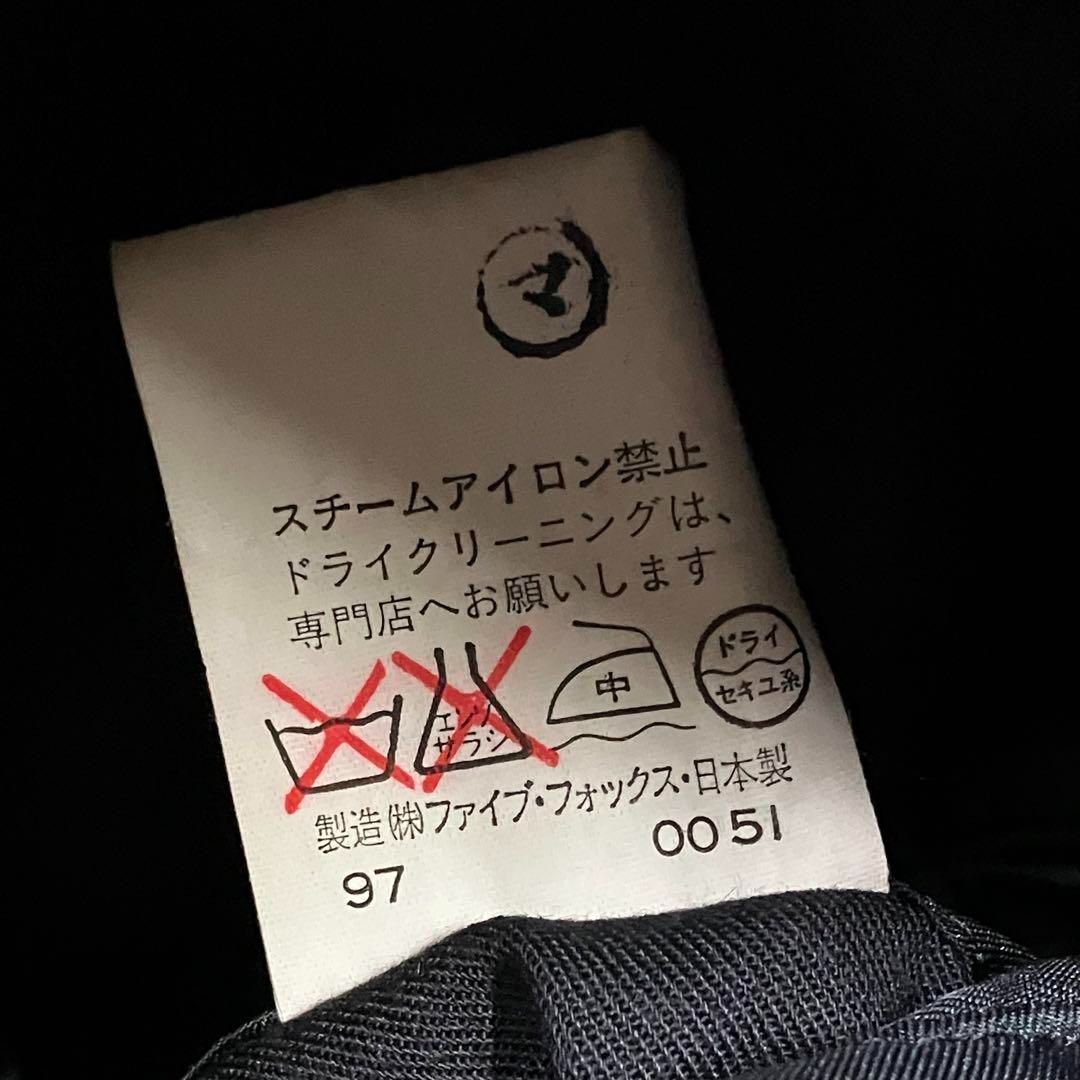 マ
スチームアイロン禁止
ドライクリーニングは、
専門店へお願いします
エンソ
サラシ
中
ドライ
セキユ系
製造(株)ファイブ・フォックス・日本製
97 0051